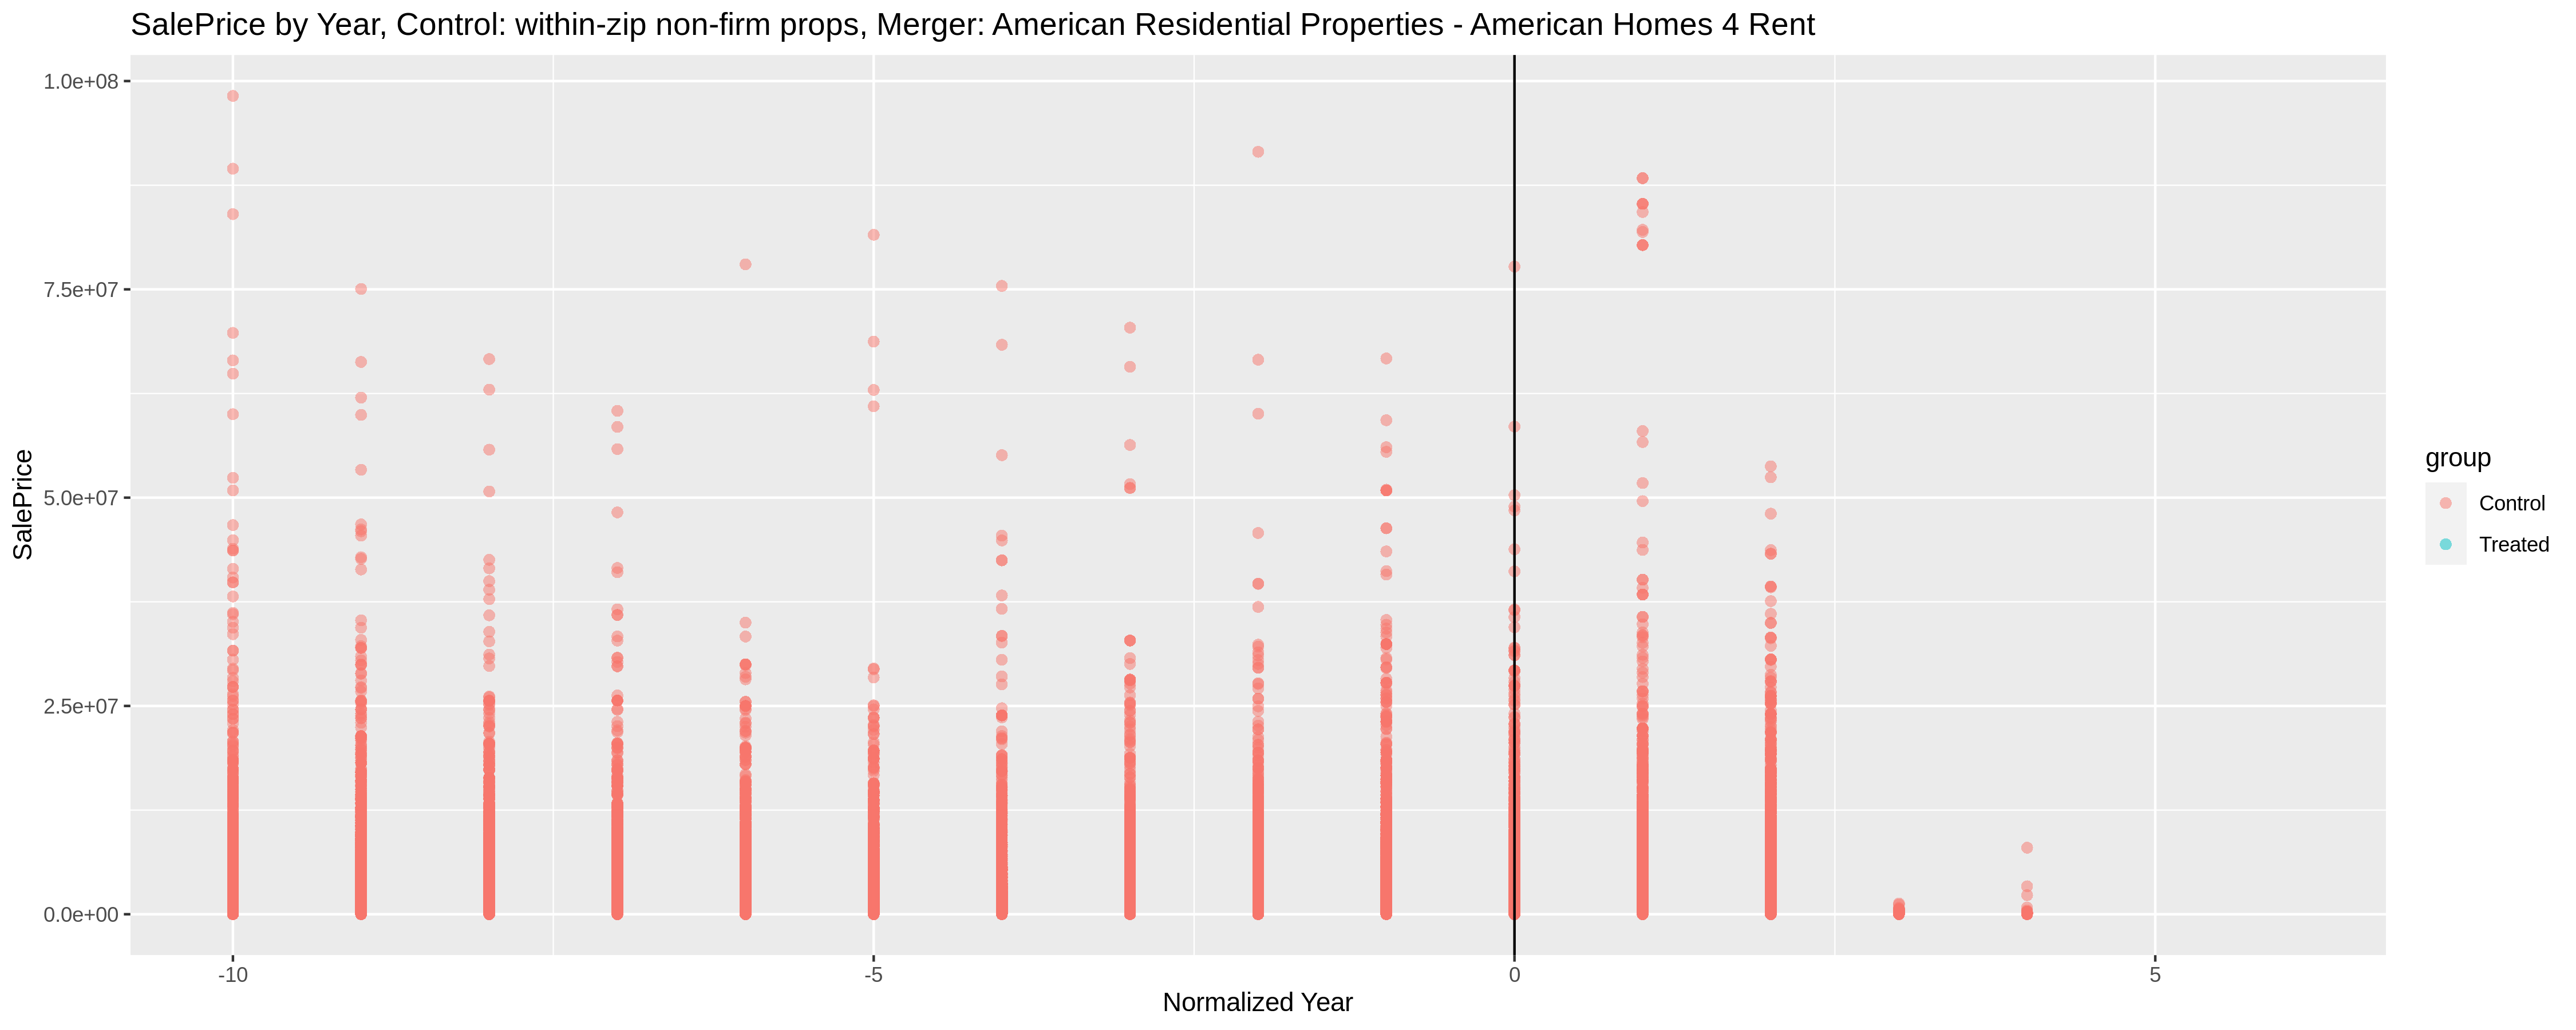 SalePrice by Year, Control: within-zip non-firm props, Merger: American Residential Properties - American Homes 4 Rent
1.0e+08
7.5e+07
5.0e+07
2.5e+07
0.0e+00
SalePrice
-10
-5
0
5
Normalized Year
group
Control
Treated